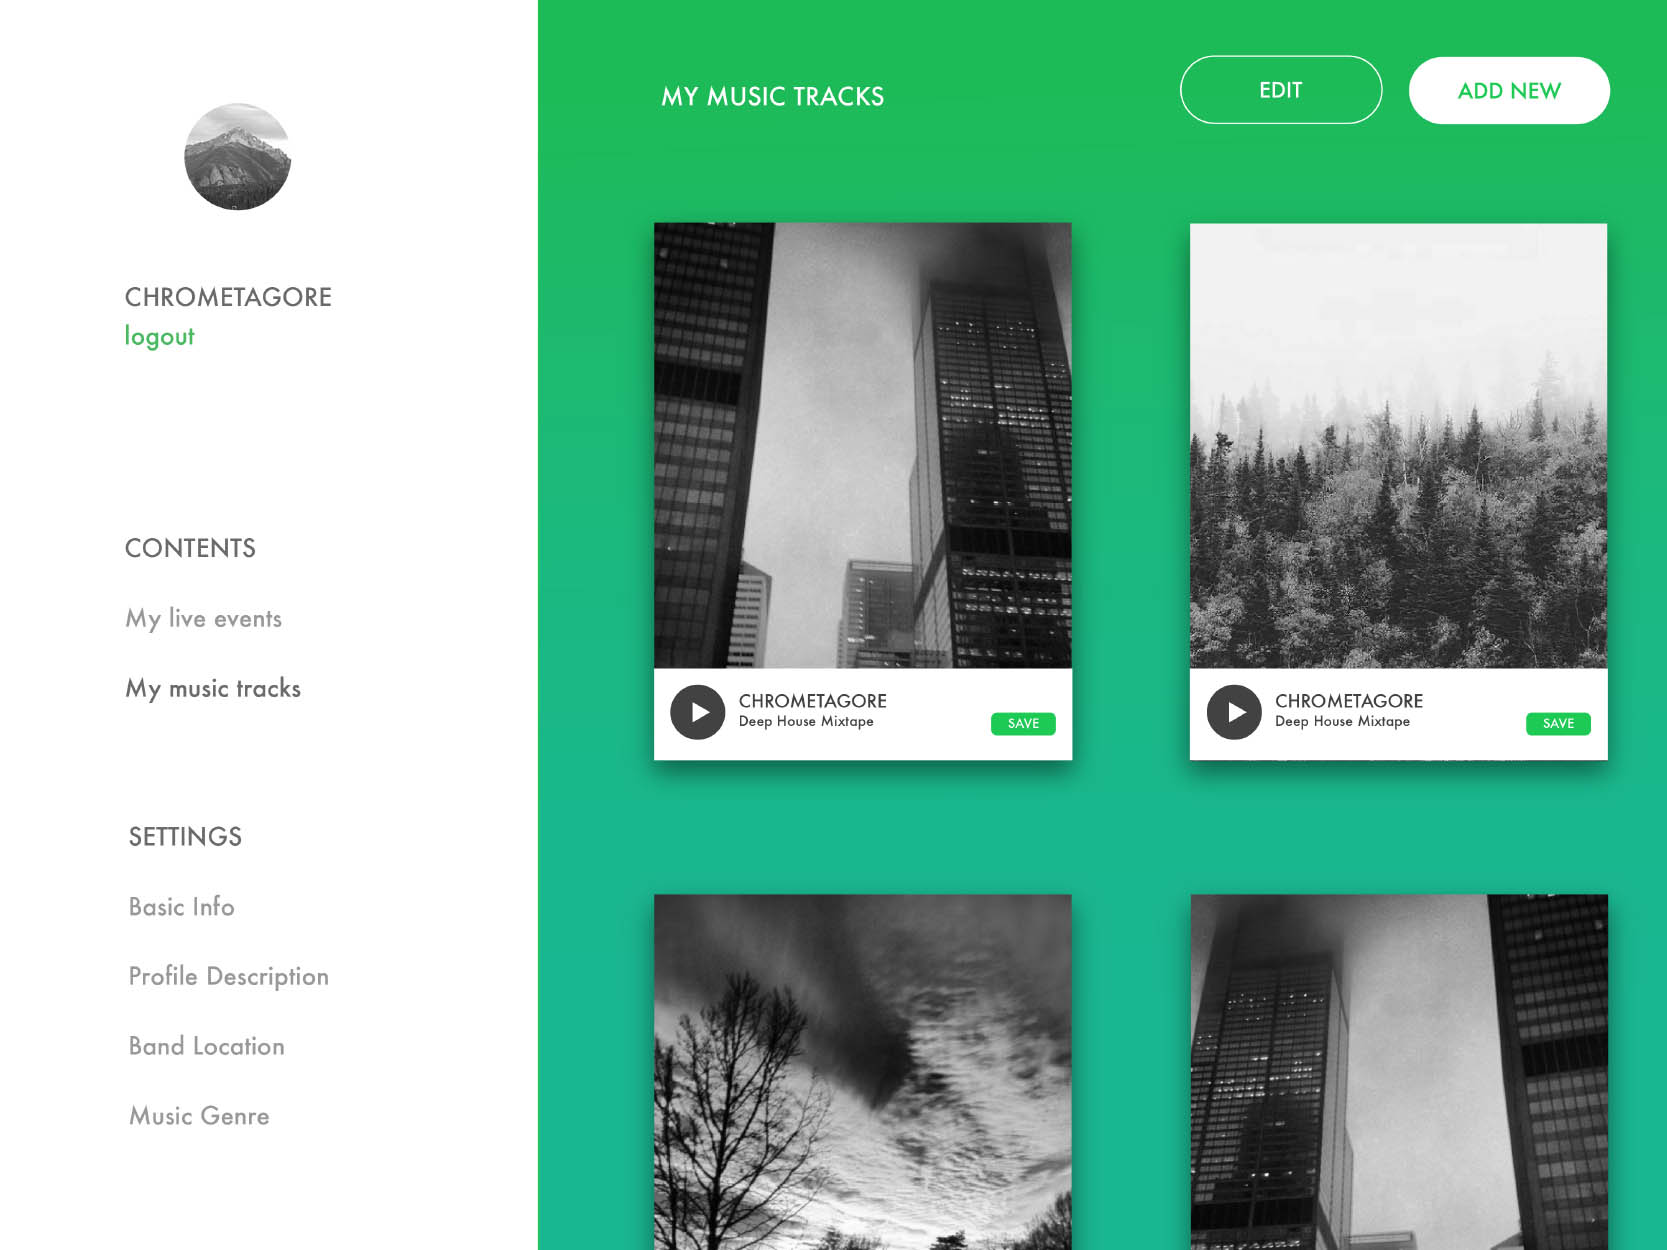 CHROMETAGORE
logout
CONTENTS
My live events
My music tracks
SETTINGS
Basic Info
Profile Description
Band Location
Music Genre
MY MUSIC TRACKS
EDIT
ADD NEW
CHROMETAGORE
Deep House Mixtape
SAVE
CHROMETAGORE
Deep House Mixtape
SAVE